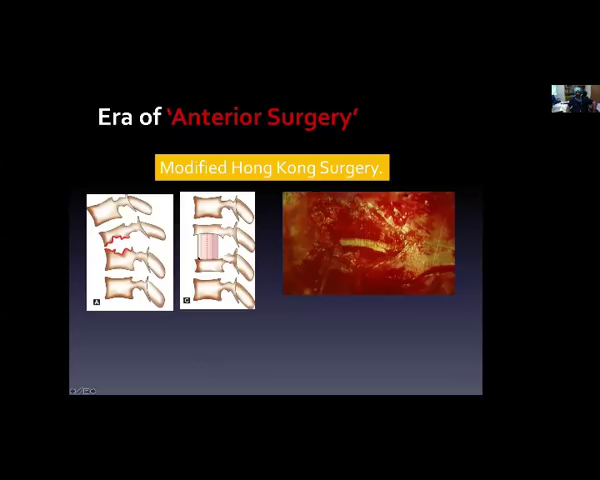 Era of ‘Anterior Surgery’
Modified Hong Kong Surgery.
A
C